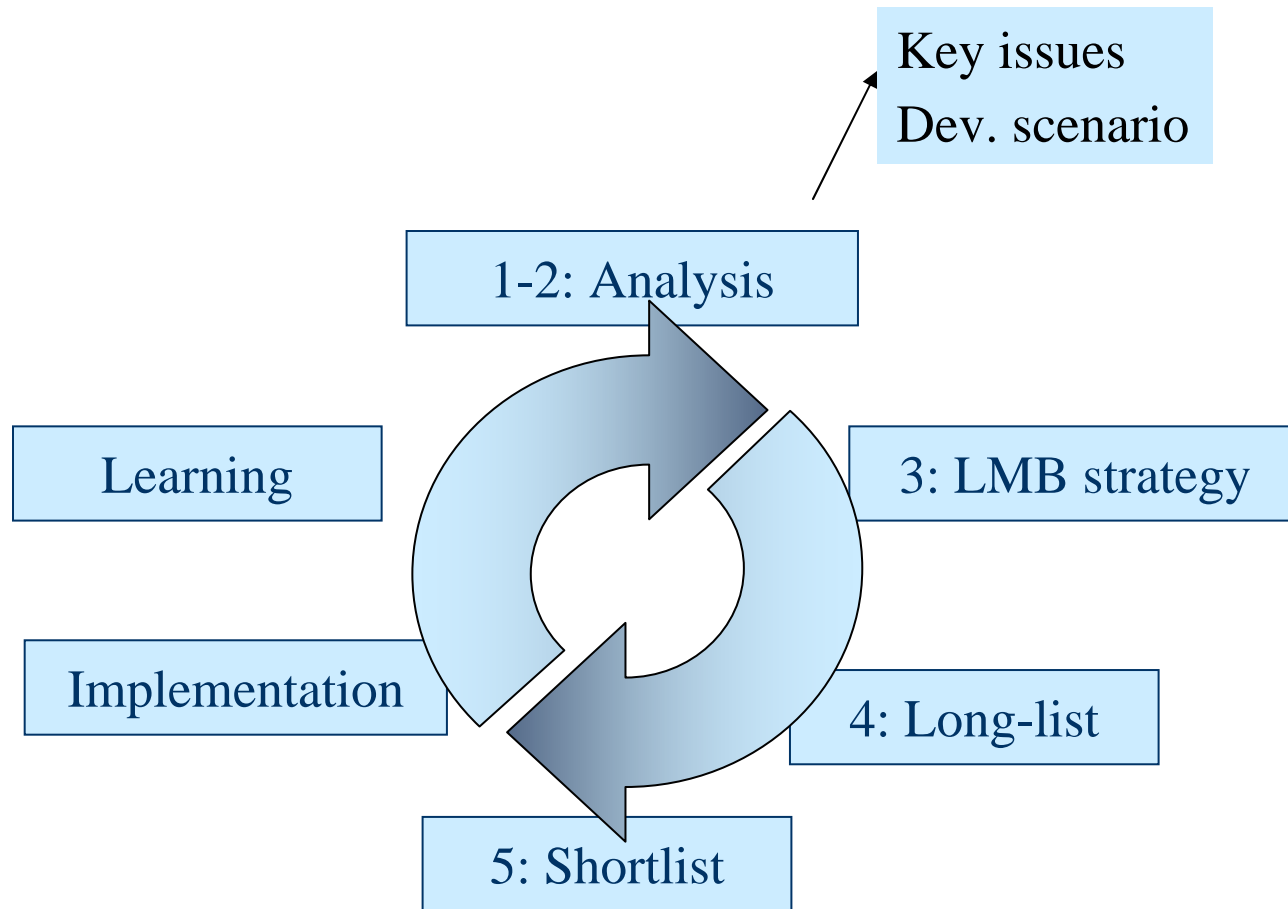 Key issues
Dev. scenario
1-2: Analysis
Learning
3: LMB strategy
Implementation
4: Long-list
5: Shortlist